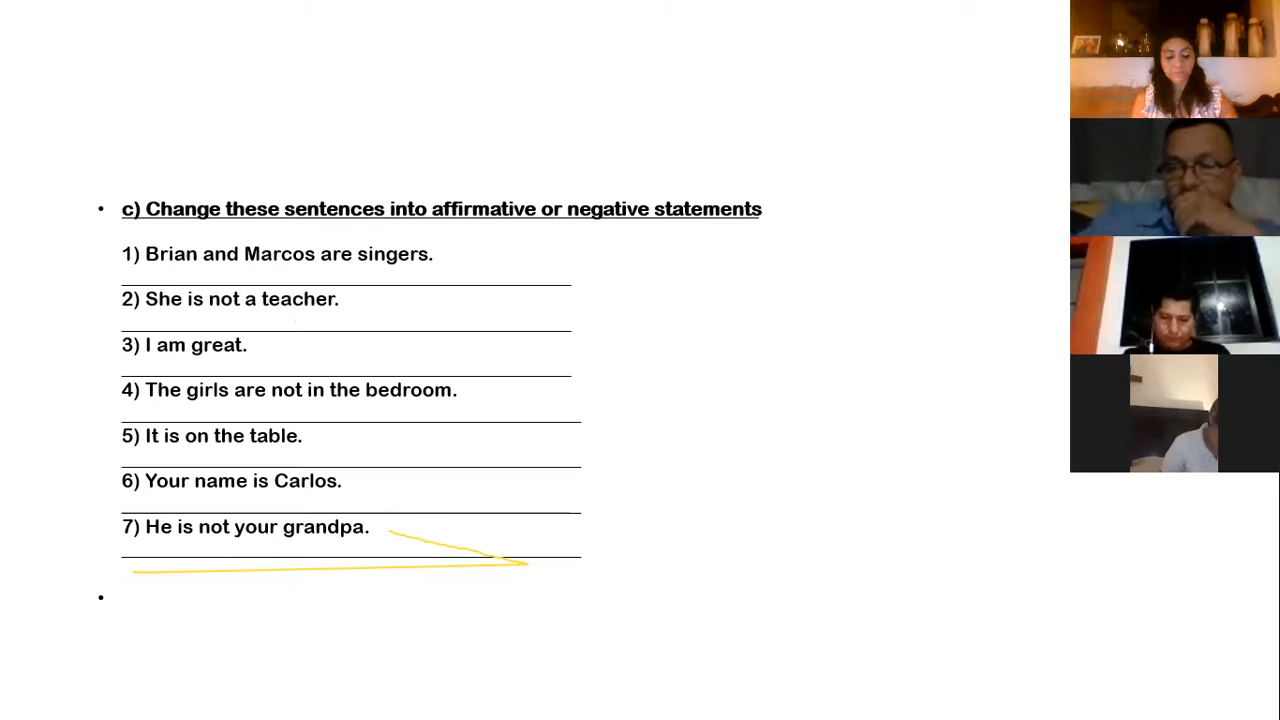 • c) Change these sentences into affirmative or negative statements
1) Brian and Marcos are singers.
2) She is not a teacher.
3) I am great.
4) The girls are not in the bedroom.
5) It is on the table.
6) Your name is Carlos.
7) He is not your grandpa.
•